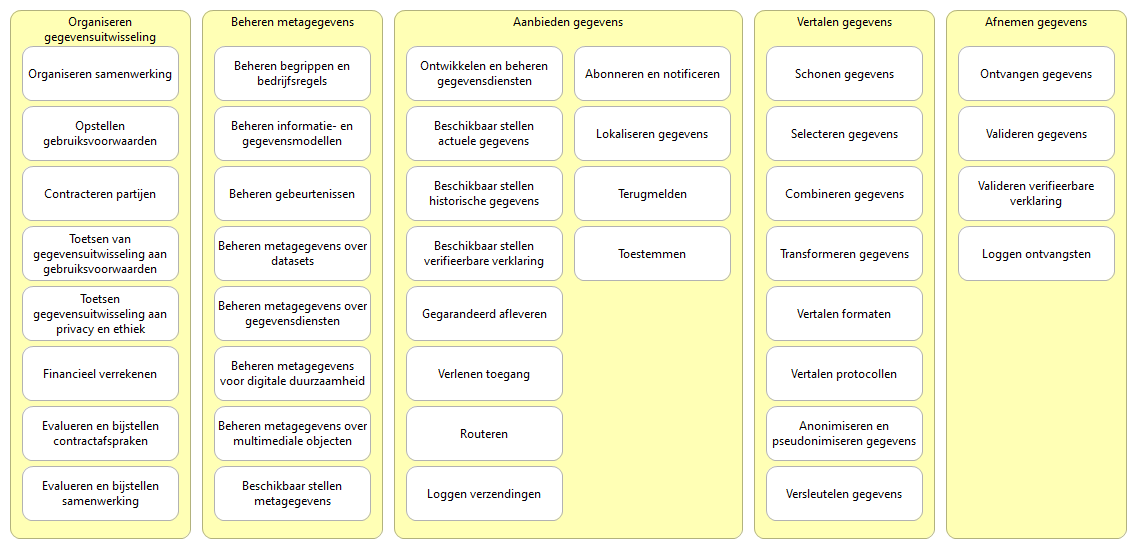 Organiseren
gegevensuitwisseling
Organiseren samenwerking
Opstellen
gebruiksvoorwaarden
Contracteren partijen
Toetsen van
gegevensuitwisseling aan
gebruiksvoorwaarden
Toetsen
gegevensuitwisseling aan
privacy en ethiek
Financieel verrekenen
Evalueren en bijstellen
contractafspraken
Evalueren en bijstellen
samenwerking
Beheren metagegevens
Beheren begrippen en
bedrijfsregels
Beheren informatie- en
gegevensmodellen
Beheren gebeurtenissen
Beheren metagegevens over
datasets
Beheren metagegevens over
gegevensdiensten
Beheren metagegevens
voor digitale duurzaamheid
Beheren metagegevens over
multimediale objecten
Beschikbaar stellen
metagegevens
Aanbieden gegevens
Ontwikkelen en beheren
gegevensdiensten
Beschikbaar stellen
actuele gegevens
Beschikbaar stellen
historische gegevens
Beschikbaar stellen
verifieerbare verklaring
Gegarandeerd afleveren
Verlenen toegang
Routeren
Loggen verzendingen
Abonneren en notificeren
Lokaliseren gegevens
Terugmelden
Toestemmen
Vertalen gegevens
Schonen gegevens
Selecteren gegevens
Combineren gegevens
Transformeren gegevens
Vertalen formaten
Vertalen protocollen
Anonimiseren en
pseudonimiseren gegevens
Versleutelen gegevens
Afnemen gegevens
Ontvangen gegevens
Valideren gegevens
Valideren verifieerbare
verklaring
Loggen ontvangsten